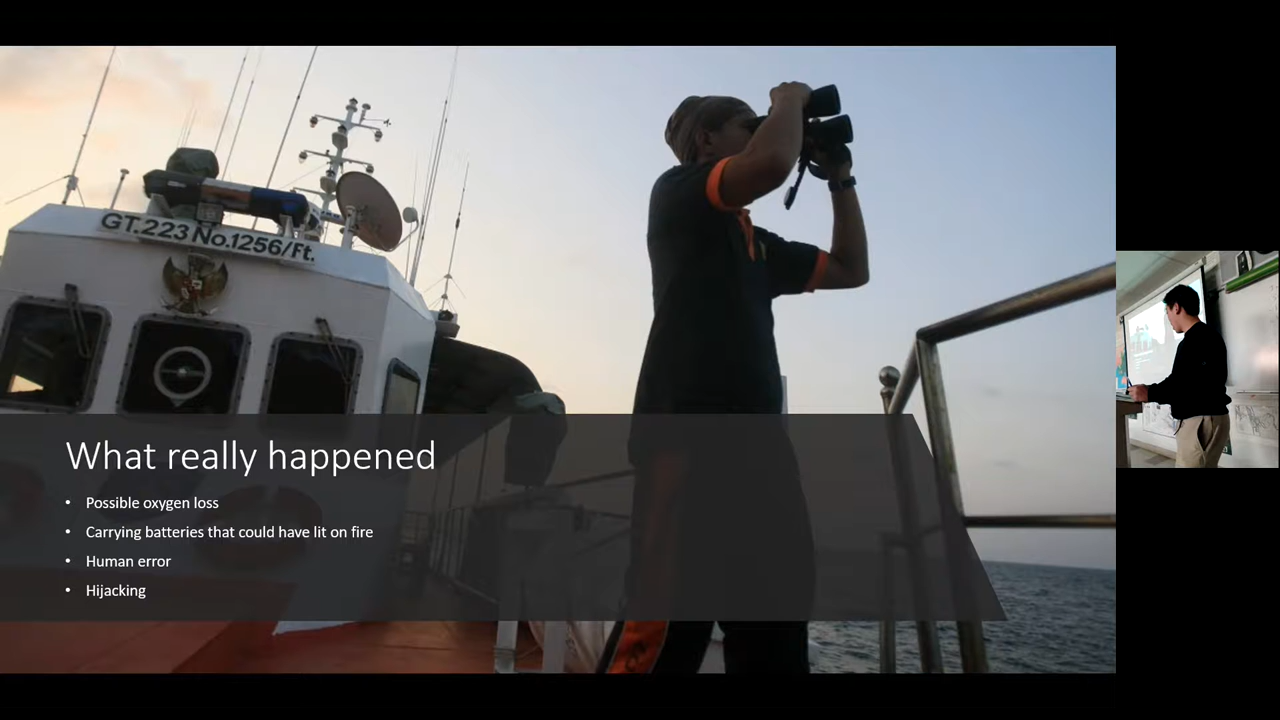 GT.223 No.1256/Ft.
What really happened
• Possible oxygen loss
• Carrying batteries that could have lit on fire
• Human error
• Hijacking